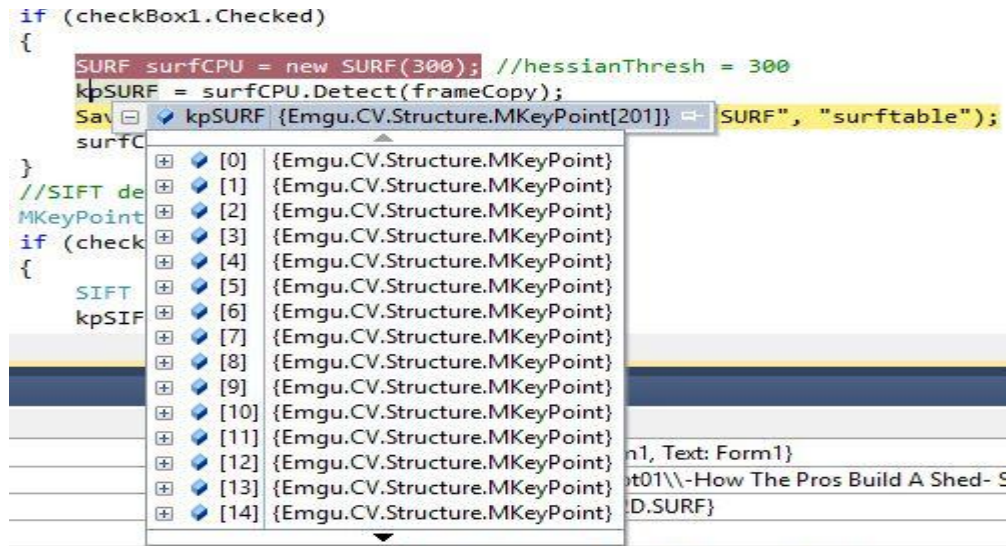 if (checkBox1.Checked)
{
SURF surfCPU = new SURF(300); //hessianThresh = 300
kpSURF = surfCPU.Detect(frameCopy);
Sav kpSURF {Emgu.CV.Structure.MKeyPoint[201]} "SURF", "surftable");
surfC
}
[0] {Emgu.CV.Structure.MKeyPoint}
//SIFT de [1] {Emgu.CV.Structure.MKeyPoint}
MKeyPoint [2] {Emgu.CV.Structure.MKeyPoint}
if (check [3] {Emgu.CV.Structure.MKeyPoint}
{ [4] {Emgu.CV.Structure.MKeyPoint}
SIFT [5] {Emgu.CV.Structure.MKeyPoint}
kpSIF [6] {Emgu.CV.Structure.MKeyPoint}
[7] {Emgu.CV.Structure.MKeyPoint}
[8] {Emgu.CV.Structure.MKeyPoint}
[9] {Emgu.CV.Structure.MKeyPoint}
[10] {Emgu.CV.Structure.MKeyPoint}
[11] {Emgu.CV.Structure.MKeyPoint}
[12] {Emgu.CV.Structure.MKeyPoint} m1, Text: Form1}
[13] {Emgu.CV.Structure.MKeyPoint} ot01\\-How The Pros Build A Shed- S
[14] {Emgu.CV.Structure.MKeyPoint} 2D.SURF}